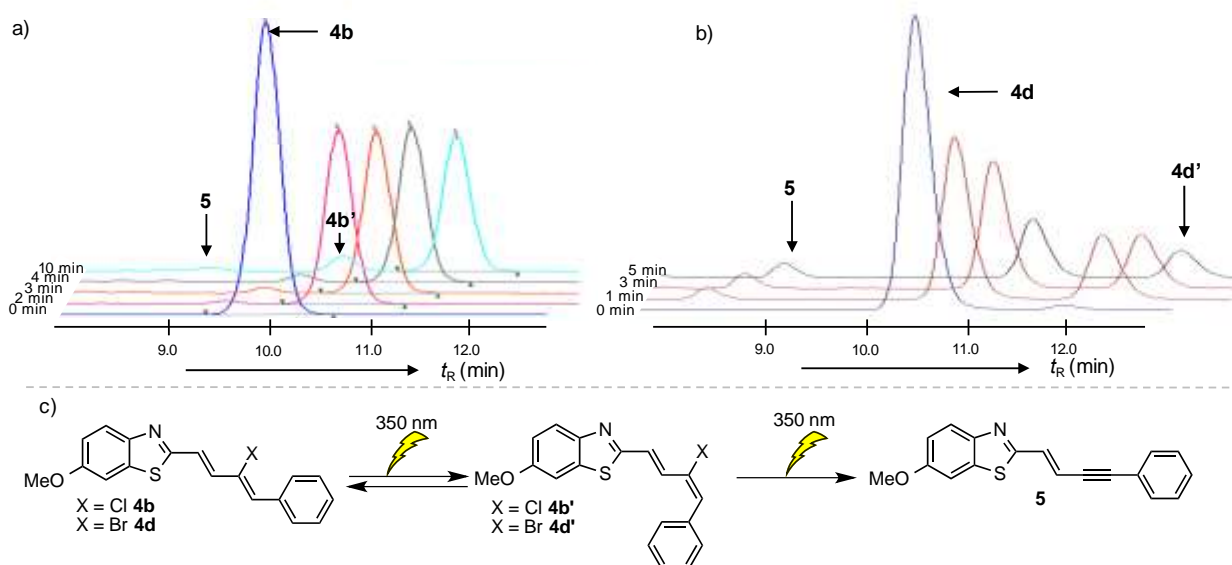 a)
4b
5
4b'
10 min
4 min
3 min
2 min
0 min
9.0 10.0 11.0 12.0
tR (min)
b)
4d
5
4d'
5 min
3 min
1 min
0 min
9.0 10.0 11.0 12.0
tR (min)
c)
350 nm
350 nm
N
X
S
MeO
X = Cl 4b
X = Br 4d
N
X
S
MeO
X = Cl 4b'
X = Br 4d'
N
S
MeO
5